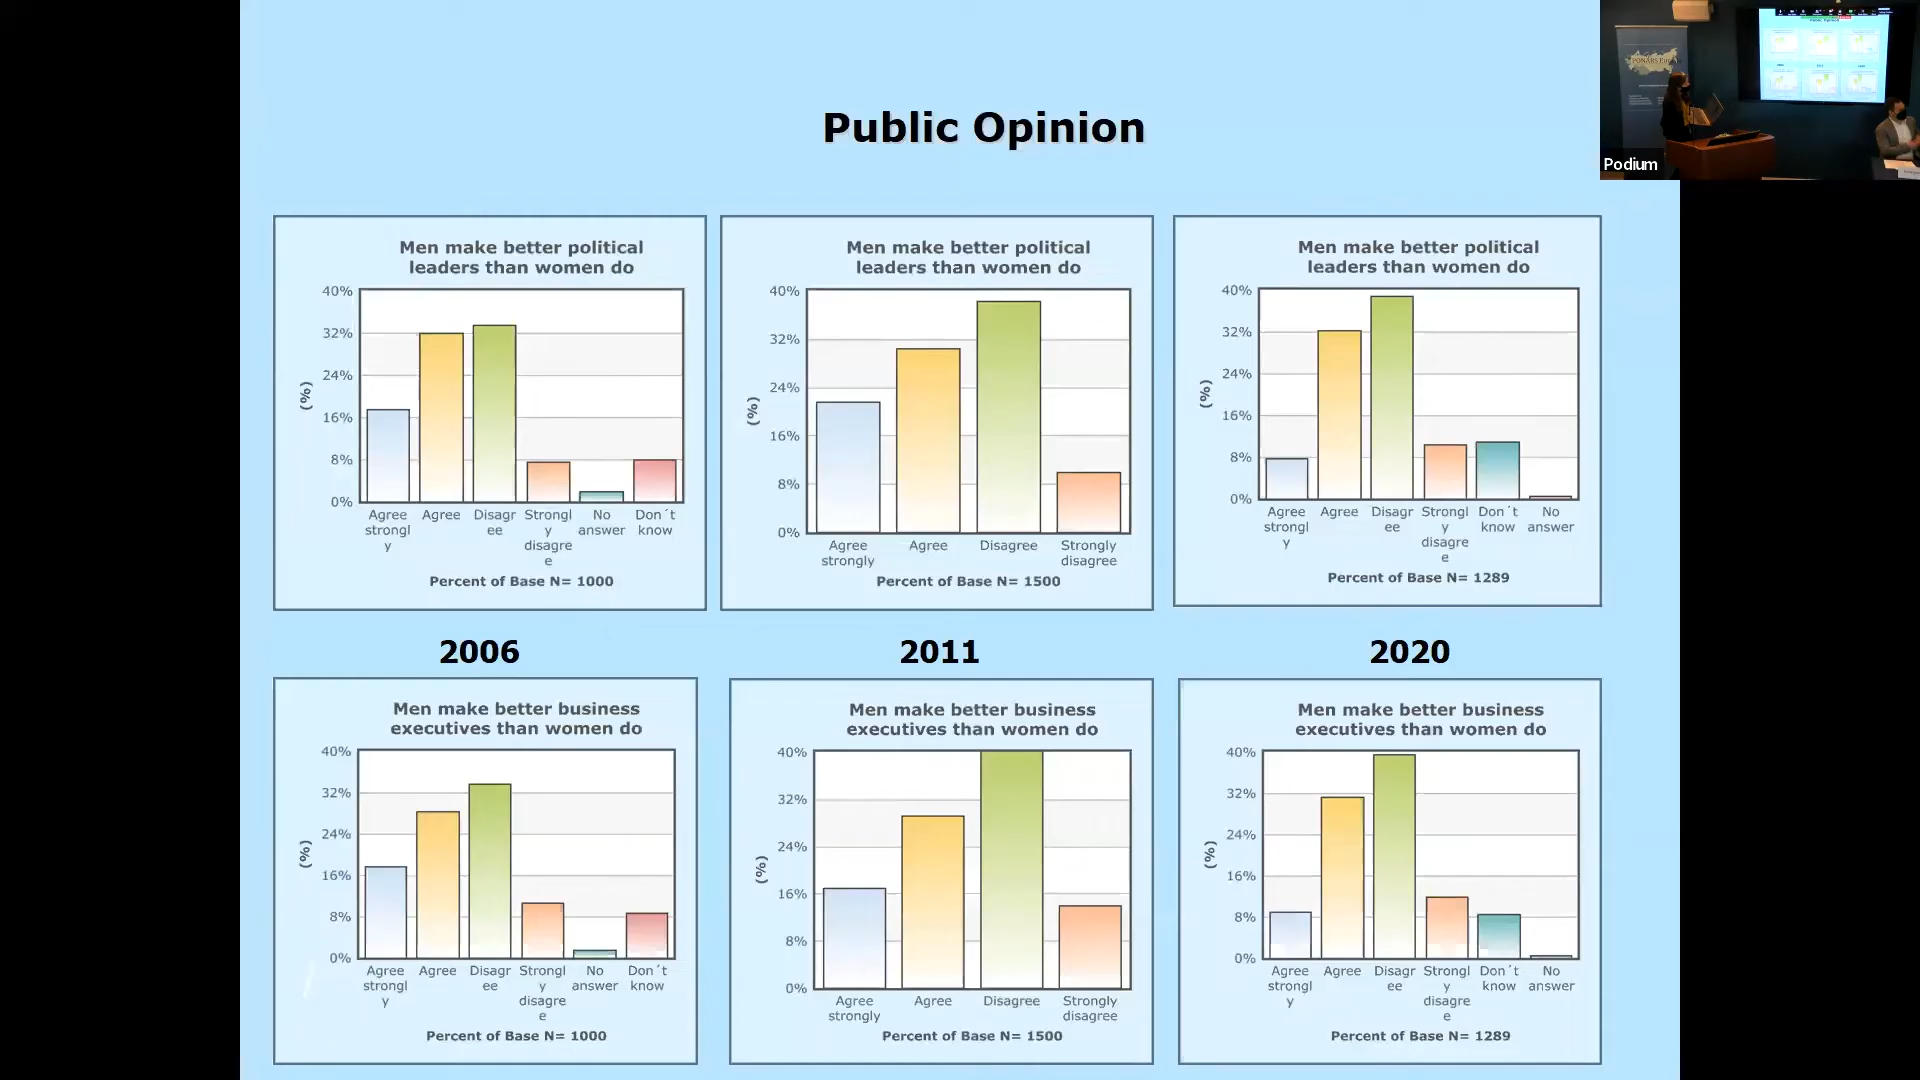 Public Opinion
Podium
PONARS Eura
Men make better political
leaders than women do
40%
32%
24%
16%
8%
0%
(%)
Agree
strongl
y
Agree
Disagr
ee
Strongl
y
disagre
e
No
answer
Don´t
know
Percent of Base N= 1000
Men make better political
leaders than women do
40%
32%
24%
16%
8%
0%
(%)
Agree
strongly
Agree
Disagree
Strongly
disagree
Percent of Base N= 1500
Men make better political
leaders than women do
40%
32%
24%
16%
8%
0%
(%)
Agree
strongl
y
Agree
Disagr
ee
Strongl
y
disagre
e
Don´t
know
No
answer
Percent of Base N= 1289
2006
2011
2020
Men make better business
executives than women do
40%
32%
24%
16%
8%
0%
(%)
Agree
strongl
y
Agree
Disagr
ee
Strongl
y
disagre
e
No
answer
Don´t
know
Percent of Base N= 1000
Men make better business
executives than women do
40%
32%
24%
16%
8%
0%
(%)
Agree
strongly
Agree
Disagree
Strongly
disagree
Percent of Base N= 1500
Men make better business
executives than women do
40%
32%
24%
16%
8%
0%
(%)
Agree
strongl
y
Agree
Disagr
ee
Strongl
y
disagre
e
Don´t
know
No
answer
Percent of Base N= 1289